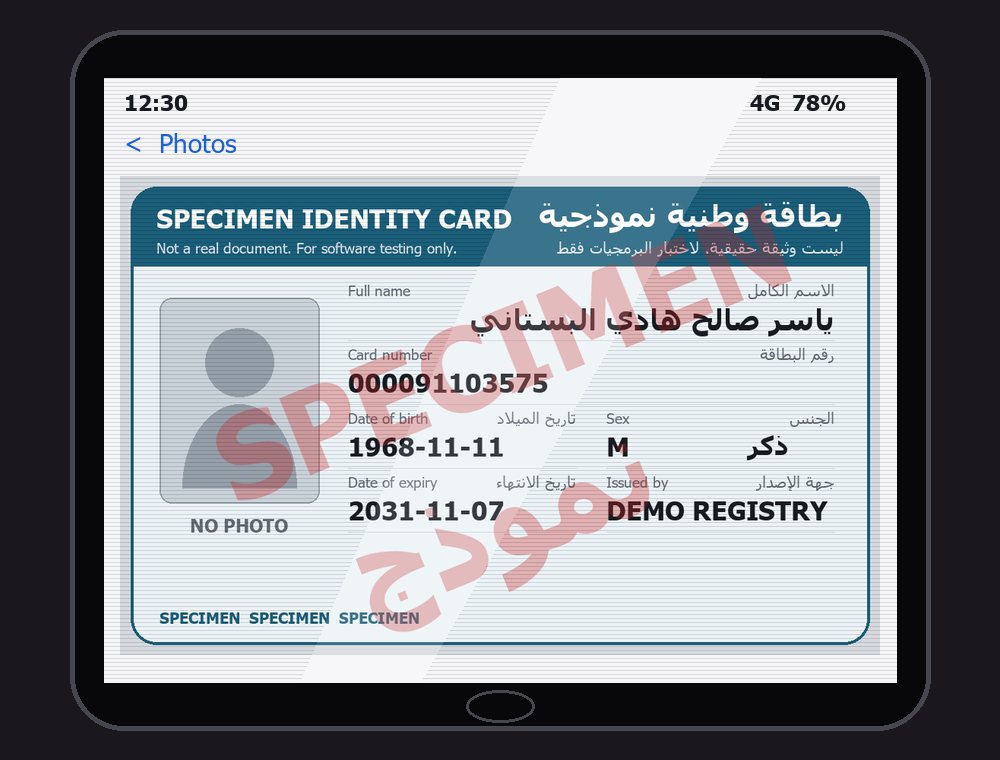 12:30 4G 78%
< Photos
SPECIMEN IDENTITY CARD بطاقة وطنية نموذجية
Not a real document. For software testing only. ليست وثيقة حقيقية. لاختبار البرمجيات فقط
Full name الاسم الكامل
ياسر صالح هادي البستاني
Card number رقم البطاقة
000091103575
Date of birth تاريخ الميلاد Sex الجنس
1968-11-11 M ذكر
Date of expiry تاريخ الانتهاء Issued by جهة الإصدار
2031-11-07 DEMO REGISTRY
NO PHOTO
SPECIMEN SPECIMEN SPECIMEN
SPECIMEN
نموذج